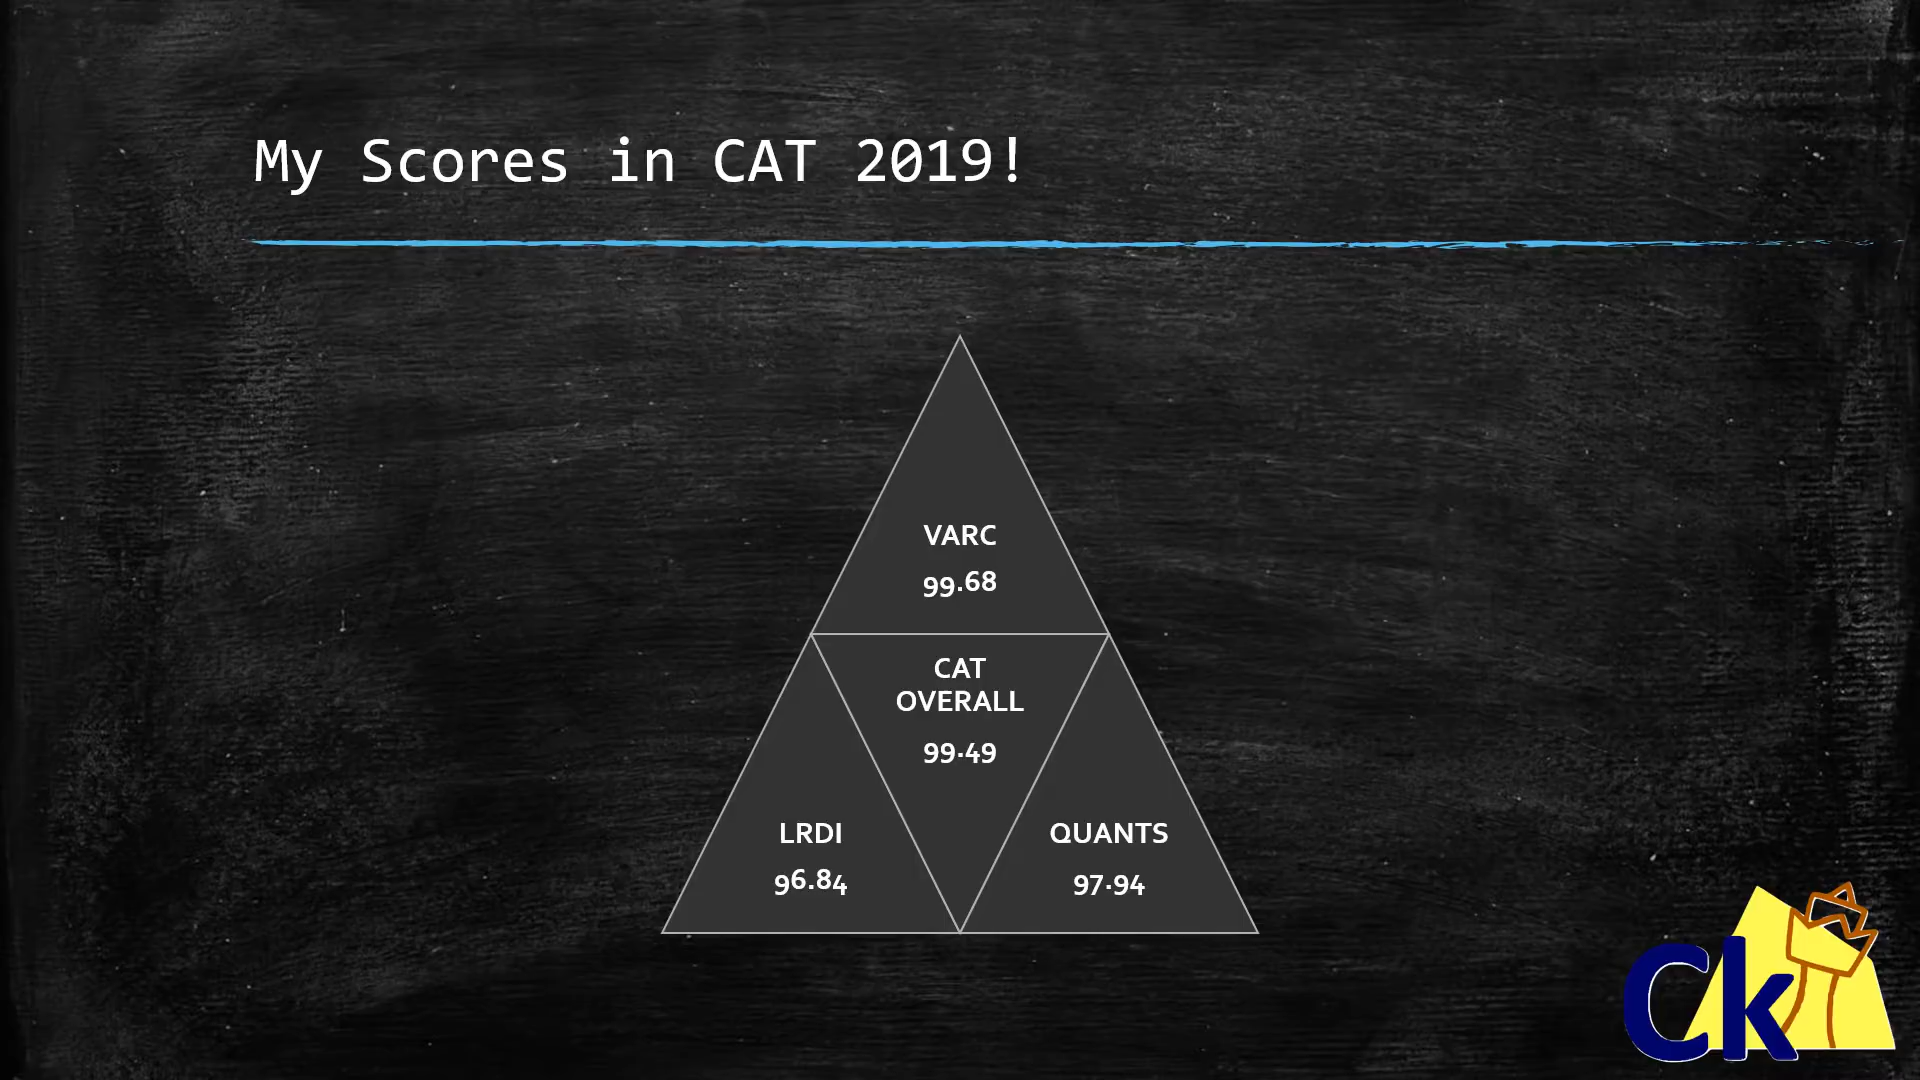 My Scores in CAT 2019!
VARC
99.68
CAT
OVERALL
99.49
LRDI
96.84
QUANTS
97.94
Ck